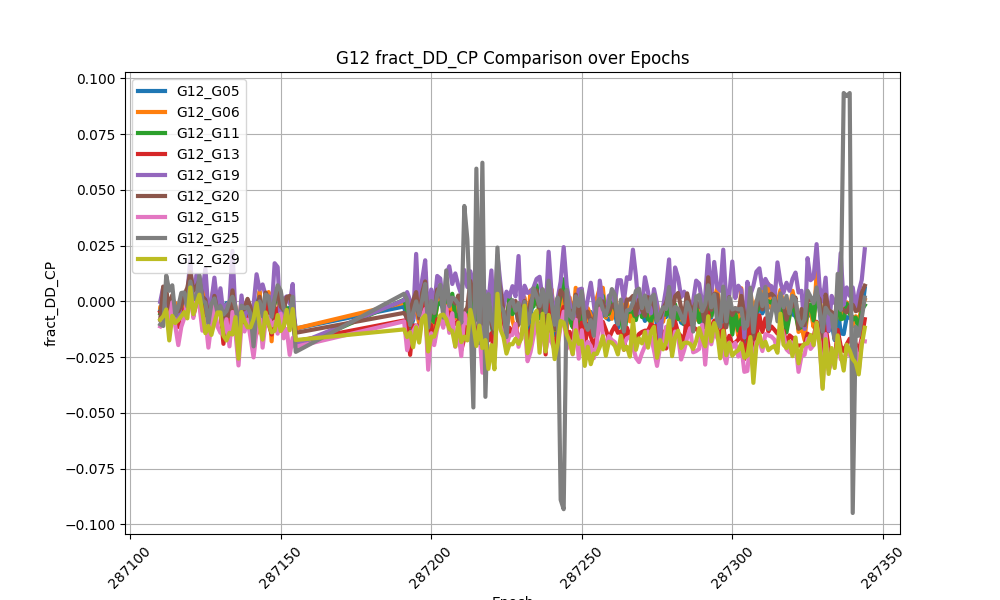 G12 fract_DD_CP Comparison over Epochs
fract_DD_CP
0.100
0.075
0.050
0.025
0.000
−0.025
−0.050
−0.075
−0.100
G12_G05
G12_G06
G12_G11
G12_G13
G12_G19
G12_G20
G12_G15
G12_G25
G12_G29
287100
287150
287200
287250
287300
287350
Epoch